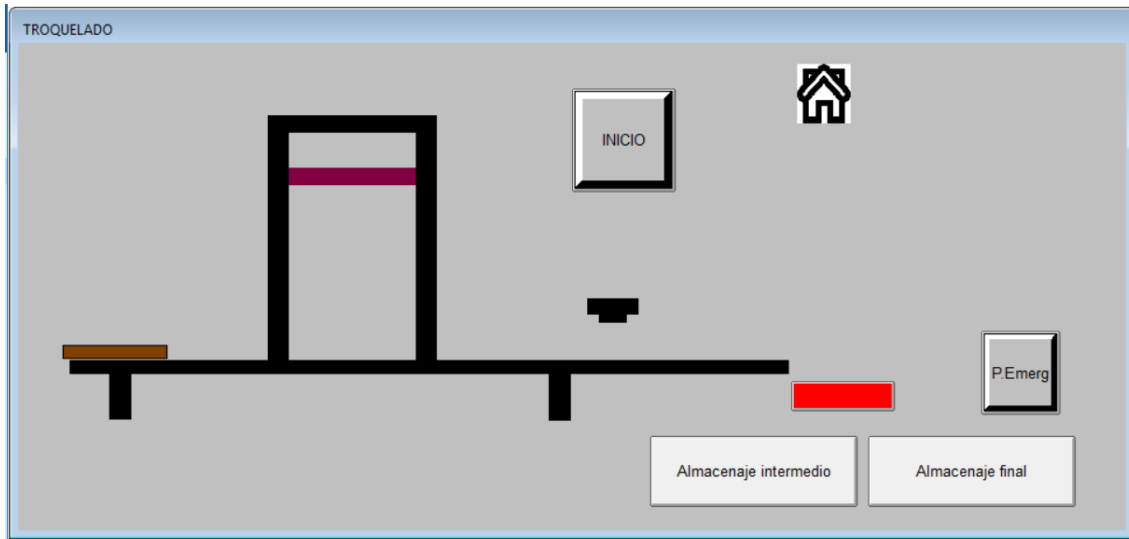 TROQUELADO
INICIO
P.Emerg
Almacenaje intermedio
Almacenaje final